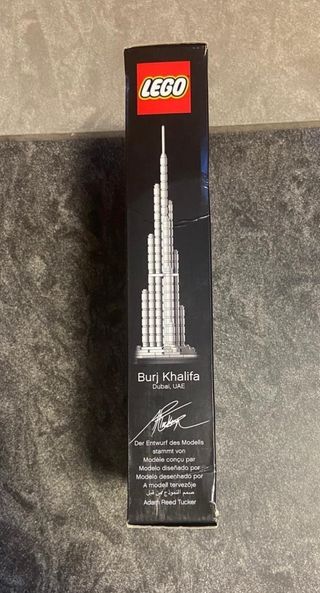 LEGO
Burj Khalifa
Dubai, UAE
Der Entwurf des Modells
stammt von
Modèle conçu par
Modelo diseñado por
Modelo desenhado por
A modell tervezője
صمم النموذج من قبل
Adam Reed Tucker